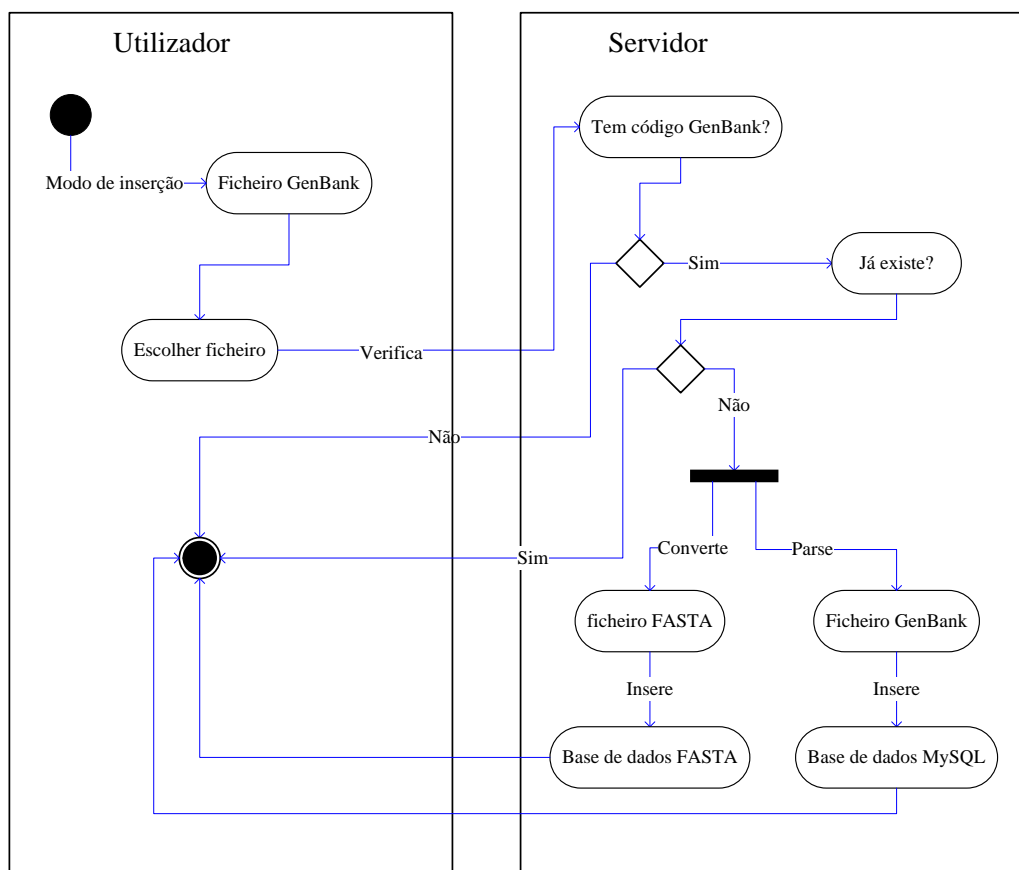 Utilizador
Servidor
Tem código GenBank?
Modo de inserção
Ficheiro GenBank
Sim
Já existe?
Escolher ficheiro
Verifica
Não
Não
Sim
Converte
Parse
ficheiro FASTA
Ficheiro GenBank
Insere
Insere
Base de dados FASTA
Base de dados MySQL